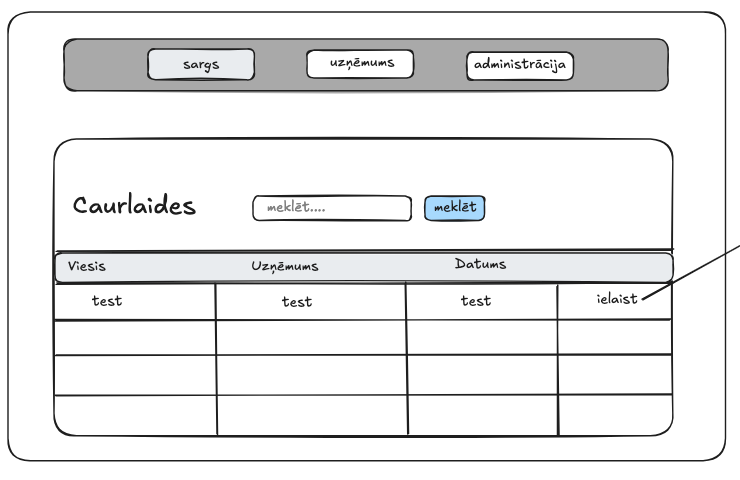 sargs uzņēmums administrācija
Caurlaides meklēt.... meklēt
Viesis Uzņēmums Datums
test test test ielaist